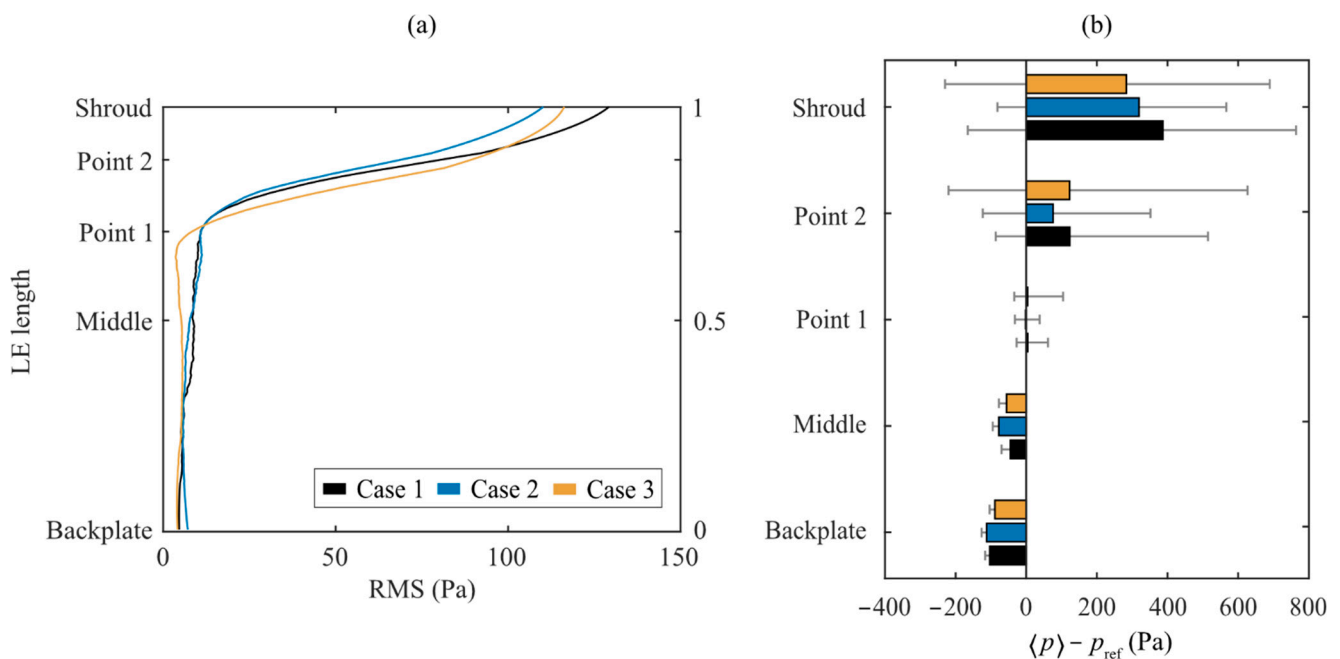 (a)
Shroud
Point 2
Point 1
Middle
Backplate
LE length
1
0.5
0
Case 1 Case 2 Case 3
0 50 100 150
RMS (Pa)
(b)
Shroud
Point 2
Point 1
Middle
Backplate
−400 −200 0 200 400 600 800
⟨p⟩ − p_ref (Pa)